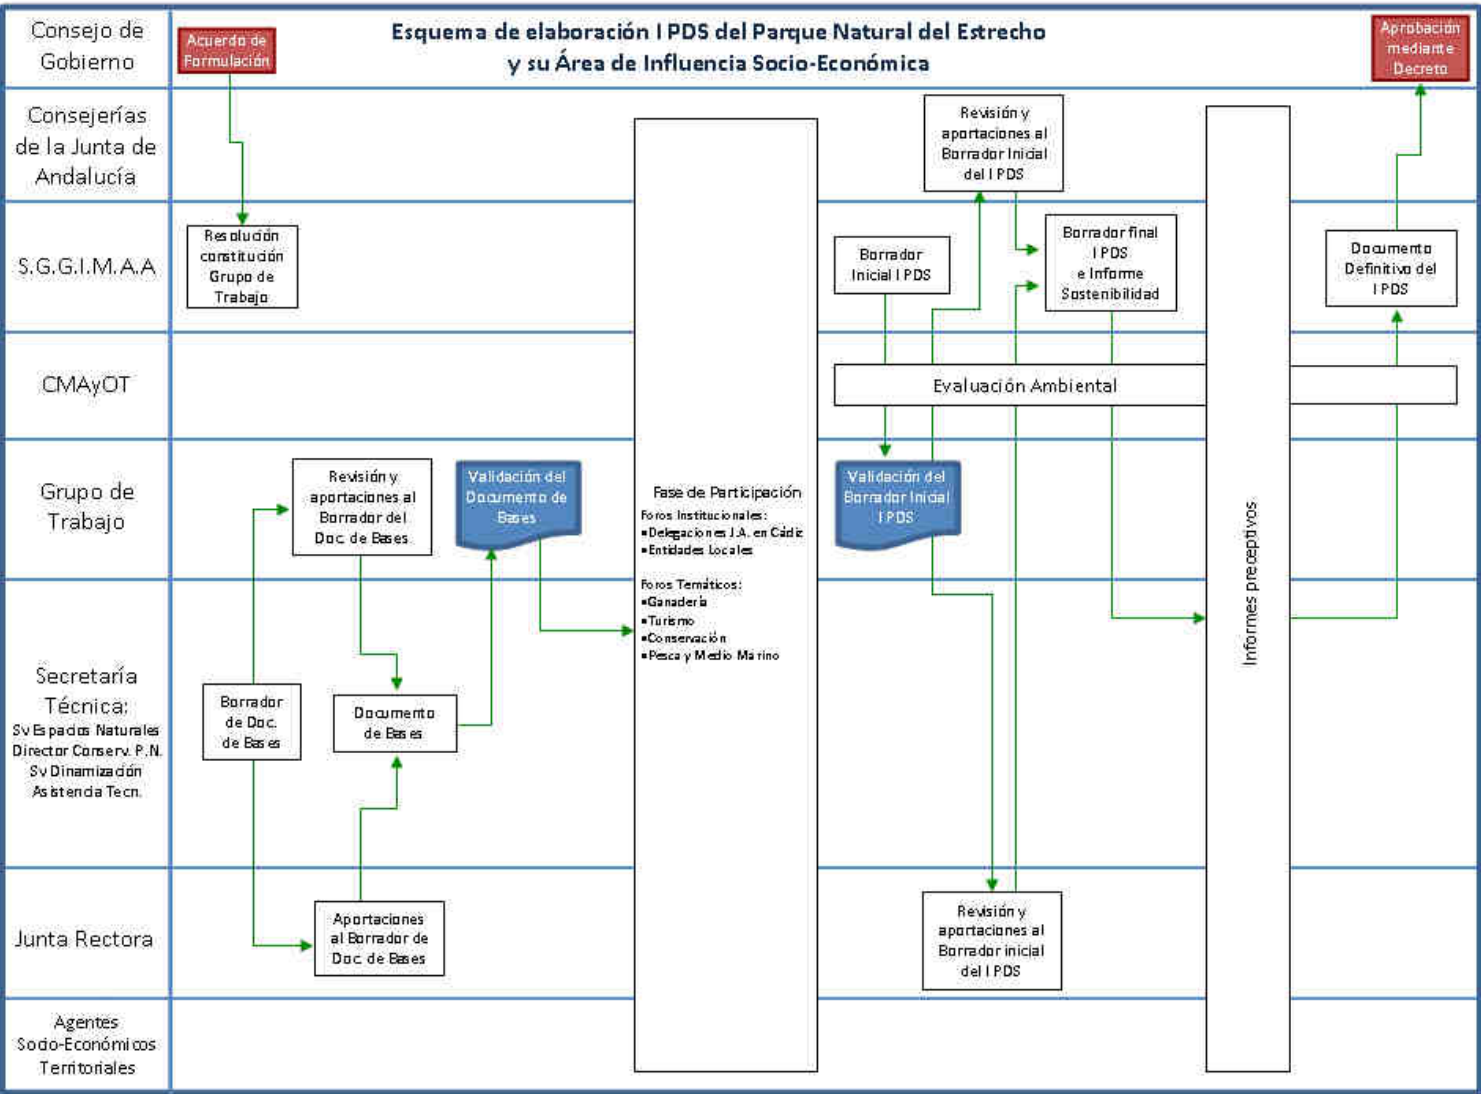 Esquema de elaboración I PDS del Parque Natural del Estrecho
y su Área de Influencia Socio-Económica
Consejo de
Gobierno
Acuerdo de
Formulación
Aprobación
mediante
Decreto
Consejerías
de la Junta de
Andalucía
Revisión y
aportaciones al
Borrador Inicial
del I PDS
S.G.G.I.M.A.A
Resolución
constitución
Grupo de
Trabajo
Borrador
Inicial I PDS
Borrador final
I PDS
e Informe
Sostenibilidad
Documento
Definitivo del
I PDS
CMAyOT
Evaluación Ambiental
Grupo de
Trabajo
Revisión y
aportaciones al
Borrador del
Doc. de Bases
Validación del
Documento de
Bases
Fase de Participación
Foros Institucionales:
•Delegaciones J.A. en Cádiz
•Entidades Locales
Foros Temáticos:
•Ganadería
•Turismo
•Conservación
•Pesca y Medio Marino
Validación del
Borrador Inicial
I PDS
Informes preceptivos
Secretaría
Técnica:
Sv Espacios Naturales
Director Conserv. P.N.
Sv Dinamización
Asistencia Tecn.
Borrador
de Doc.
de Bases
Documento
de Bases
Junta Rectora
Aportaciones
al Borrador de
Doc. de Bases
Revisión y
aportaciones al
Borrador inicial
del I PDS
Agentes
Socio-Económicos
Territoriales